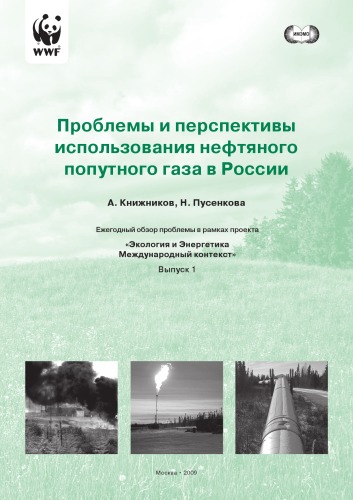 WWF
ИМЭМО
Проблемы и перспективы
использования нефтяного
попутного газа в России
А. Книжников, Н. Пусенкова
Ежегодный обзор проблемы в рамках проекта
«Экология и Энергетика
Международный контекст»
Выпуск 1
Москва • 2009